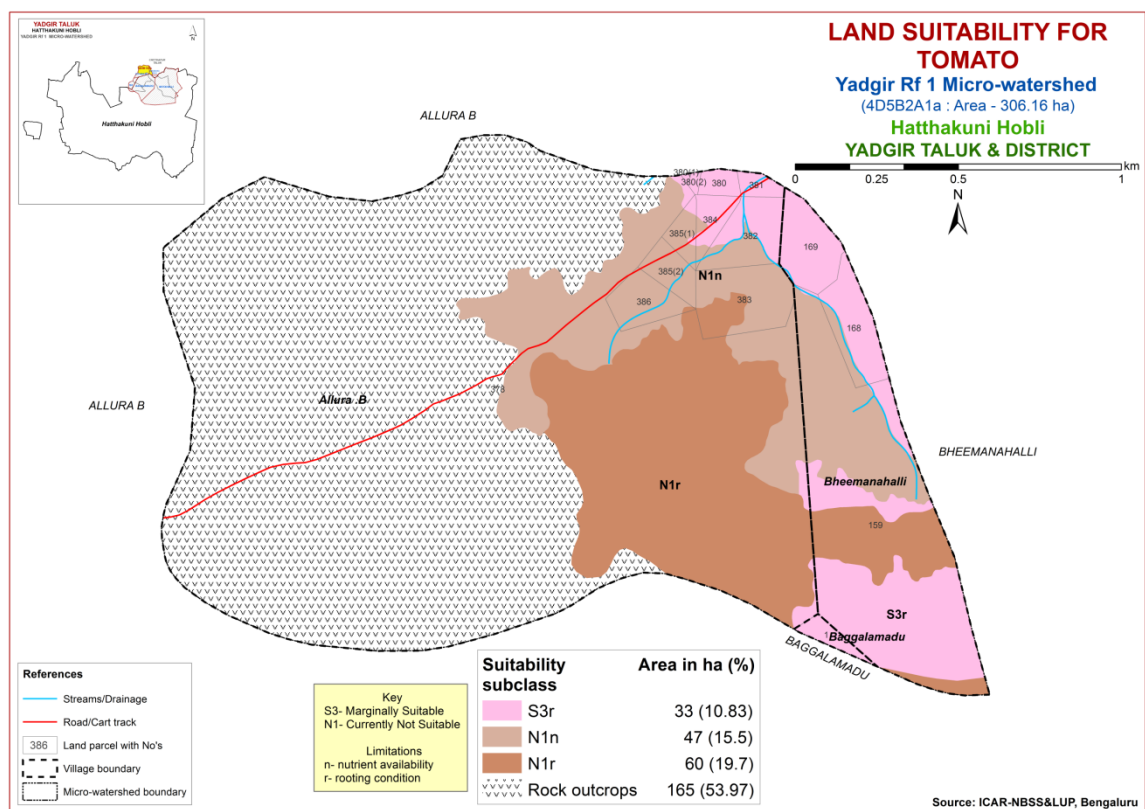 YADGIR TALUK
HATTHAKUNI HOBLI
YADGIR Rf 1 MICRO-WATERSHED
N
Hatthakuni Hobli
LAND SUITABILITY FOR
TOMATO
Yadgir Rf 1 Micro-watershed
(4D5B2A1a : Area - 306.16 ha)
Hatthakuni Hobli
YADGIR TALUK & DISTRICT
km
0 0.25 0.5 1
N
ALLURA B
380(1)
380(2)
380
381
384
385(1)
382
169
385(2)
N1n
386
383
168
378
Allura .B
ALLURA B
BHEEMANAHALLI
N1r
Bheemanahalli
159
S3r
Baggalamadu
BAGGALAMADU
References
Streams/Drainage
Road/Cart track
386 Land parcel with No's
Village boundary
Micro-watershed boundary
Key
S3- Marginally Suitable
N1- Currently Not Suitable
Limitations
n- nutrient availability
r- rooting condition
Suitability Area in ha (%)
subclass
S3r 33 (10.83)
N1n 47 (15.5)
N1r 60 (19.7)
Rock outcrops 165 (53.97)
Source: ICAR-NBSS&LUP, Bengaluru